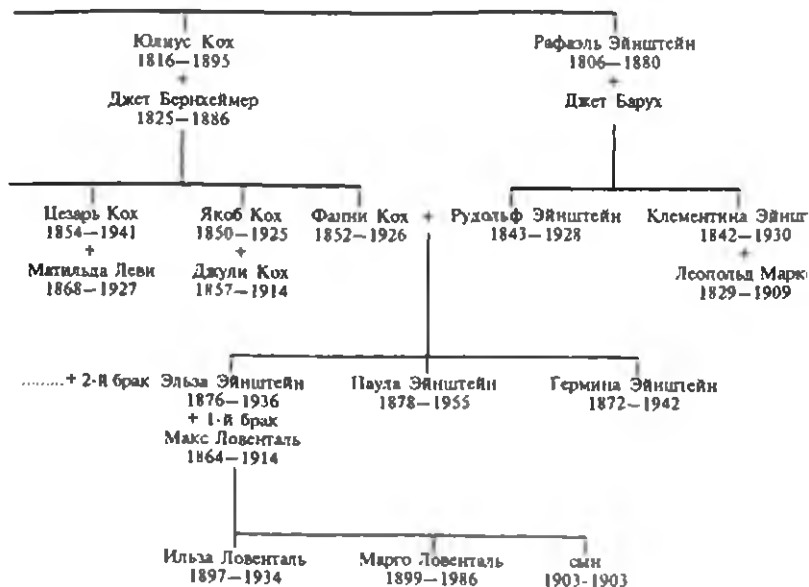 Юлиус Кох
1816—1895
+
Джет Бернхеймер
1825—1886
Рафаэль Эйнштейн
1806—1880
+
Джет Барух
Цезарь Кох
1854—1941
+
Матильда Леви
1868—1927
Якоб Кох
1850—1925
+
Джули Кох
1857—1914
Фанни Кох + Рудольф Эйнштейн
1852—1926
1843—1928
Клементина Эйншт
1842—1930
+
Леопольд Марк
1829—1909
.........+ 2-й брак Эльза Эйнштейн
1876—1936
+ 1-й брак
Макс Ловенталь
1864—1914
Паула Эйнштейн
1878—1955
Гермина Эйнштейн
1872—1942
Ильза Ловенталь
1897—1934
Марго Ловенталь
1899—1986
сын
1903-1903